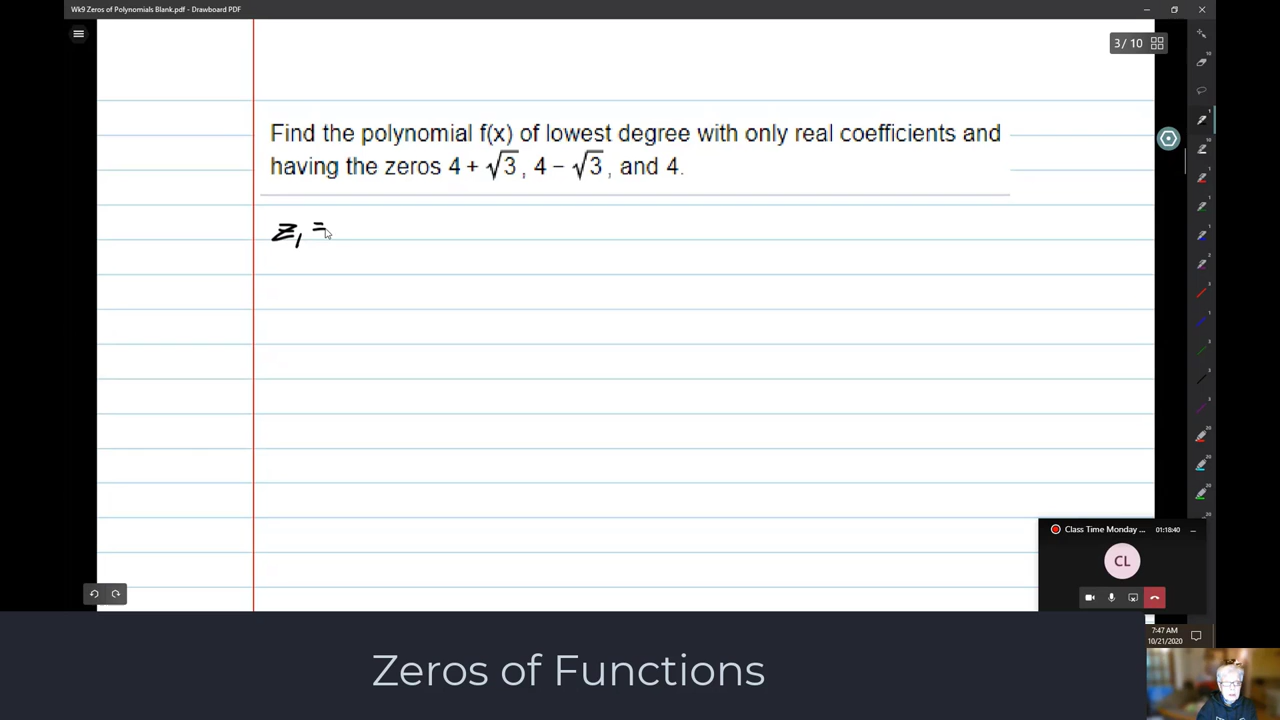 Wk9 Zeros of Polynomials Blank.pdf - Drawboard PDF
3 / 10
Find the polynomial f(x) of lowest degree with only real coefficients and
having the zeros 4 + √3, 4 − √3, and 4.
z₁ =
Class Time Monday ... 01:18:40
CL
7:47 AM
10/21/2020
Zeros of Functions